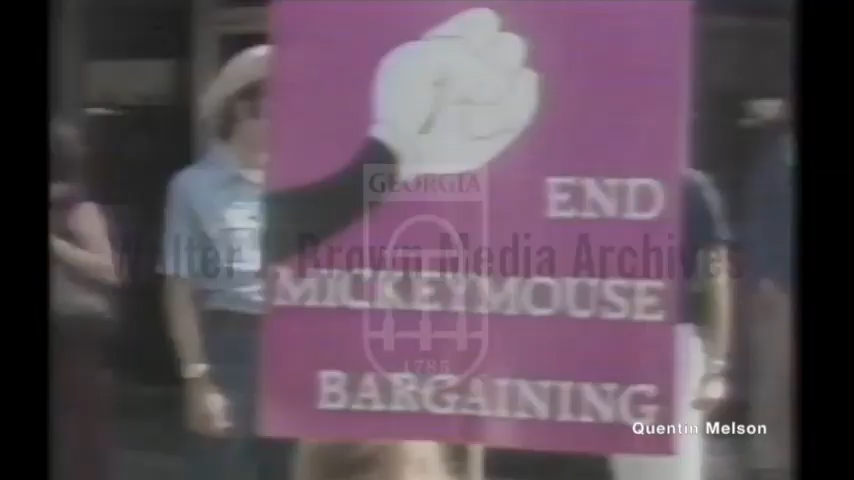 END
MICKEYMOUSE
BARGAINING
GEORGIA
Walter J. Brown Media Archives
1785
Quentin Melson